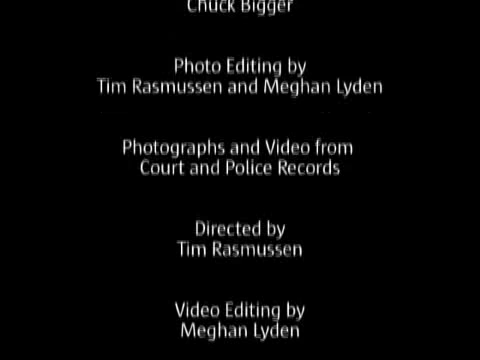 Chuck Bigger
Photo Editing by
Tim Rasmussen and Meghan Lyden
Photographs and Video from
Court and Police Records
Directed by
Tim Rasmussen
Video Editing by
Meghan Lyden